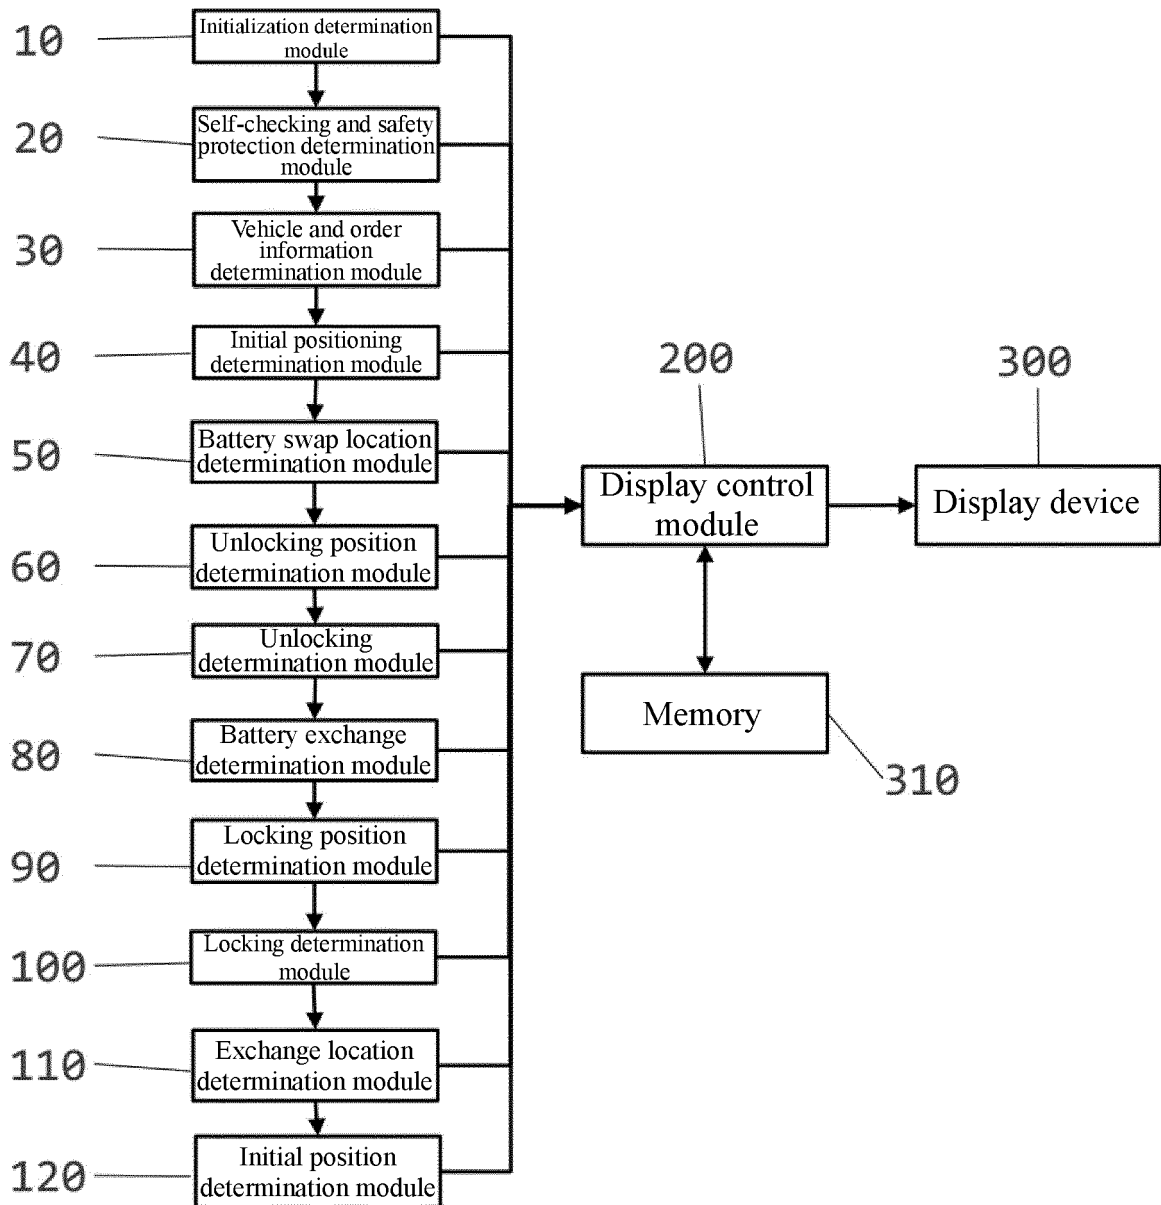 10
Initialization determination
module
20
Self-checking and safety
protection determination
module
30
Vehicle and order
information
determination module
40
Initial positioning
determination module
50
Battery swap location
determination module
60
Unlocking position
determination module
70
Unlocking
determination module
80
Battery exchange
determination module
90
Locking position
determination module
100
Locking determination
module
110
Exchange location
determination module
120
Initial position
determination module
200
Display control
module
300
Display device
Memory
310